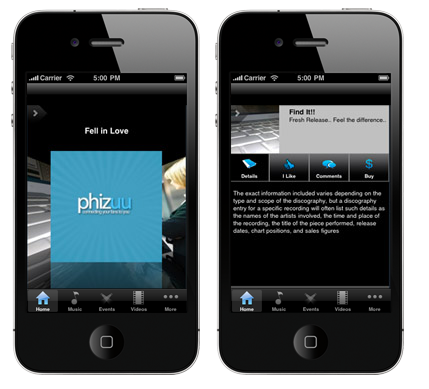 Carrier 5:00 PM
Fell in Love
phizuu
connecting your fans to you
Home Music Events Videos More
Carrier 5:00 PM
Find It!!
Fresh Release.. Feel the difference..
Details I Like Comments Buy
The exact information included varies depending on the
type and scope of the discography, but a discography
entry for a specific recording will often list such details as
the names of the artists involved, the time and place of
the recording, the title of the piece performed, release
dates, chart positions, and sales figures
Home Music Events Videos More